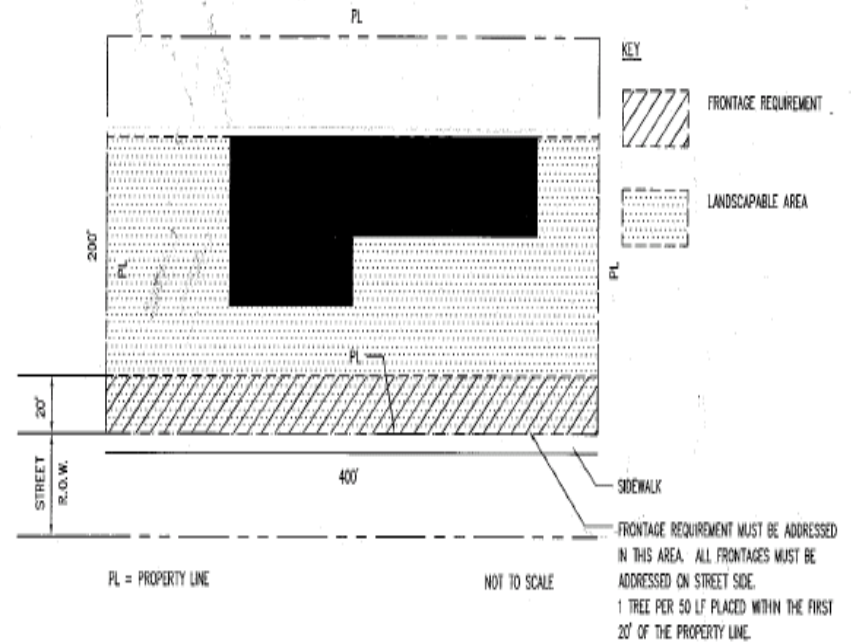 PL
KEY
FRONTAGE REQUIREMENT
LANDSCAPABLE AREA
200'
PL
PL
PL
20'
STREET
R.O.W.
400'
SIDEWALK
FRONTAGE REQUIREMENT MUST BE ADDRESSED
IN THIS AREA. ALL FRONTAGES MUST BE
ADDRESSED ON STREET SIDE.
1 TREE PER 50 LF PLACED WITHIN THE FIRST
20' OF THE PROPERTY LINE.
PL = PROPERTY LINE
NOT TO SCALE